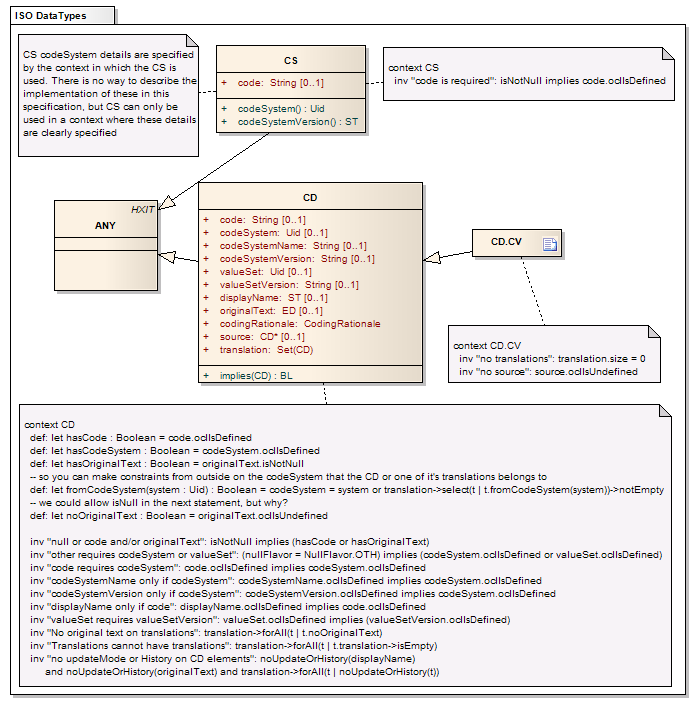 ISO DataTypes
CS codeSystem details are specified
by the context in which the CS is
used. There is no way to describe the
implementation of these in this
specification, but CS can only be
used in a context where these details
are clearly specified
CS
+ code: String [0..1]
+ codeSystem() : Uid
+ codeSystemVersion() : ST
context CS
inv "code is required": isNotNull implies code.oclIsDefined
HXIT
ANY
CD
+ code: String [0..1]
+ codeSystem: Uid [0..1]
+ codeSystemName: String [0..1]
+ codeSystemVersion: String [0..1]
+ valueSet: Uid [0..1]
+ valueSetVersion: String [0..1]
+ displayName: ST [0..1]
+ originalText: ED [0..1]
+ codingRationale: CodingRationale
+ source: CD* [0..1]
+ translation: Set(CD)
+ implies(CD) : BL
CD.CV
context CD.CV
inv "no translations": translation.size = 0
inv "no source": source.oclIsUndefined
context CD
def: let hasCode : Boolean = code.oclIsDefined
def: let hasCodeSystem : Boolean = codeSystem.oclIsDefined
def: let hasOriginalText : Boolean = originalText.isNotNull
-- so you can make constraints from outside on the codeSystem that the CD or one of it's translations belongs to
def: let fromCodeSystem(system : Uid) : Boolean = codeSystem = system or translation->select(t | t.fromCodeSystem(system))->notEmpty
-- we could allow isNull in the next statement, but why?
def: let noOriginalText : Boolean = originalText.oclIsUndefined
inv "null or code and/or originalText": isNotNull implies (hasCode or hasOriginalText)
inv "other requires codeSystem or valueSet": (nullFlavor = NullFlavor.OTH) implies (codeSystem.oclIsDefined or valueSet.oclIsDefined)
inv "code requires codeSystem": code.oclIsDefined implies codeSystem.oclIsDefined
inv "codeSystemName only if codeSystem": codeSystemName.oclIsDefined implies codeSystem.oclIsDefined
inv "codeSystemVersion only if codeSystem": codeSystemVersion.oclIsDefined implies codeSystem.oclIsDefined
inv "displayName only if code": displayName.oclIsDefined implies code.oclIsDefined
inv "valueSet requires valueSetVersion": valueSet.oclIsDefined implies (valueSetVersion.oclIsDefined)
inv "No original text on translations": translation->forAll(t | t.noOriginalText)
inv "Translations cannot have translations": translation->forAll(t | t.translation->isEmpty)
inv "no updateMode or History on CD elements": noUpdateOrHistory(displayName)
and noUpdateOrHistory(originalText) and translation->forAll(t | noUpdateOrHistory(t))